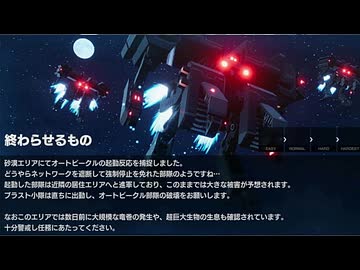 終わらせるもの
EASY NORMAL HARD HARDEST
砂漠エリアにてオートビークルの起動反応を捕捉しました。
どうやらネットワークを遮断して強制停止を免れた部隊のようですね…
起動した部隊は近隣の居住エリアへと進軍しており、このままでは大きな被害が予想されます。
ブラスト小隊は直ちに出動し、オートビークル部隊の破壊をお願いします。
なおこのエリアでは数日前に大規模な竜巻の発生や、超巨大生物の生息も確認されています。
十分警戒し任務にあたってください。